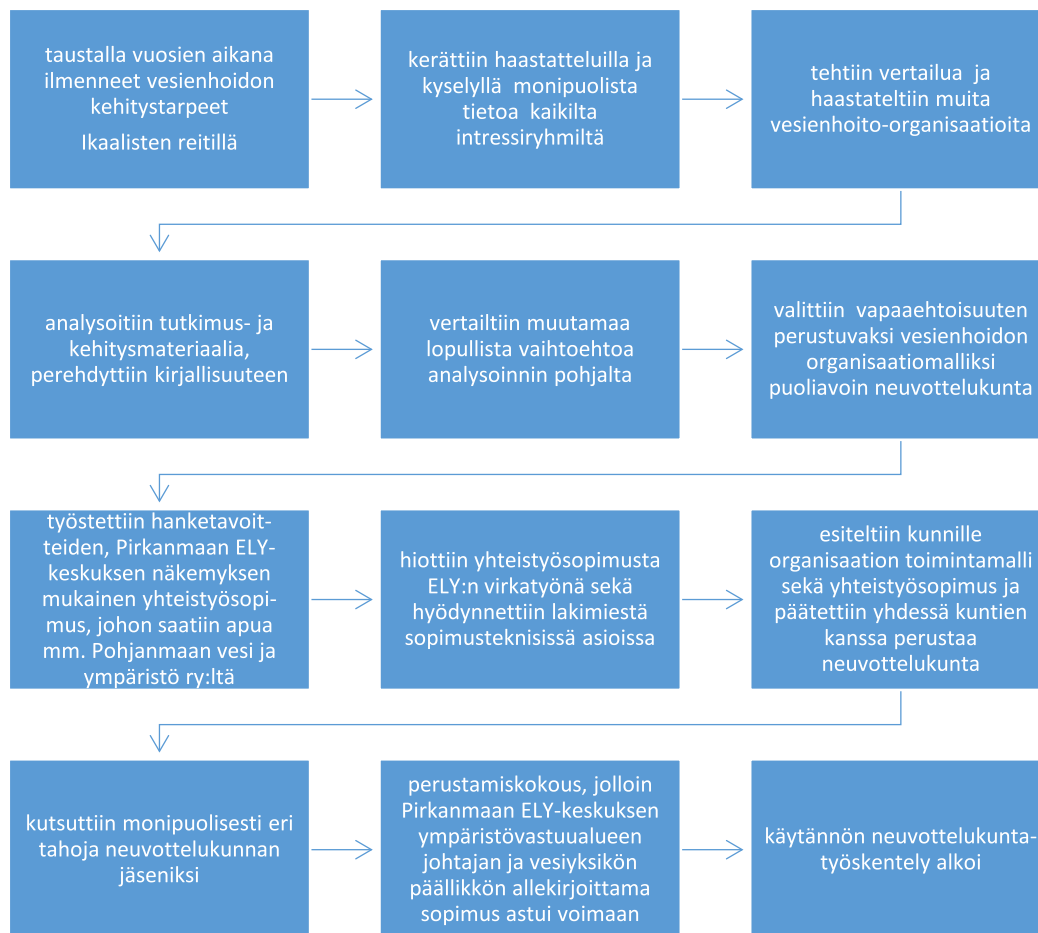 taustalla vuosien aikana
ilmenneet vesienhoidon
kehitystarpeet
Ikaalisten reitillä
kerättiin haastatteluilla ja
kyselyllä monipuolista
tietoa kaikilta
intressiryhmiltä
tehtiin vertailua ja
haastateltiin muita
vesienhoito-organisaatioita
analysoitiin tutkimus- ja
kehitysmateriaalia,
perehdyttiin kirjallisuuteen
vertailtiin muutamaa
lopullista vaihtoehtoa
analysoinnin pohjalta
valittiin vapaaehtoisuuten
perustuvaksi vesienhoidon
organisaatiomalliksi
puoliavoin neuvottelukunta
työstettiin hanketavoit-
teiden, Pirkanmaan ELY-
keskuksen näkemyksen
mukainen yhteistyösopi-
mus, johon saatiin apua
mm. Pohjanmaan vesi ja
ympäristö ry:ltä
hiottiin yhteistyösopimusta
ELY:n virkatyönä sekä
hyödynnettiin lakimiestä
sopimusteknisissä asioissa
esiteltiin kunnille
organisaation toimintamalli
sekä yhteistyösopimus ja
päätettiin yhdessä kuntien
kanssa perustaa
neuvottelukunta
kutsuttiin monipuolisesti eri
tahoja neuvottelukunnan
jäseniksi
perustamiskokous, jolloin
Pirkanmaan ELY-keskuksen
ympäristövastuualueen
johtajan ja vesiyksikön
päällikkön allekirjoittama
sopimus astui voimaan
käytännön neuvottelukunta-
työskentely alkoi